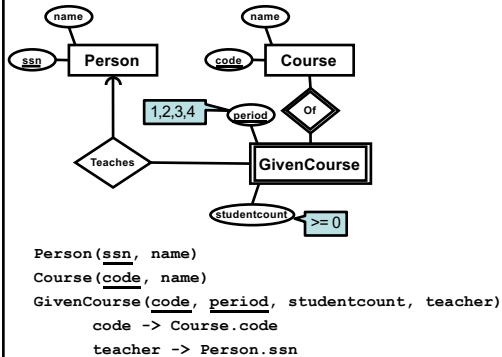 name
name
ssn
Person
code
Course
1,2,3,4
period
Of
Teaches
GivenCourse
studentcount
>= 0
Person(ssn, name)
Course(code, name)
GivenCourse(code, period, studentcount, teacher)
code -> Course.code
teacher -> Person.ssn